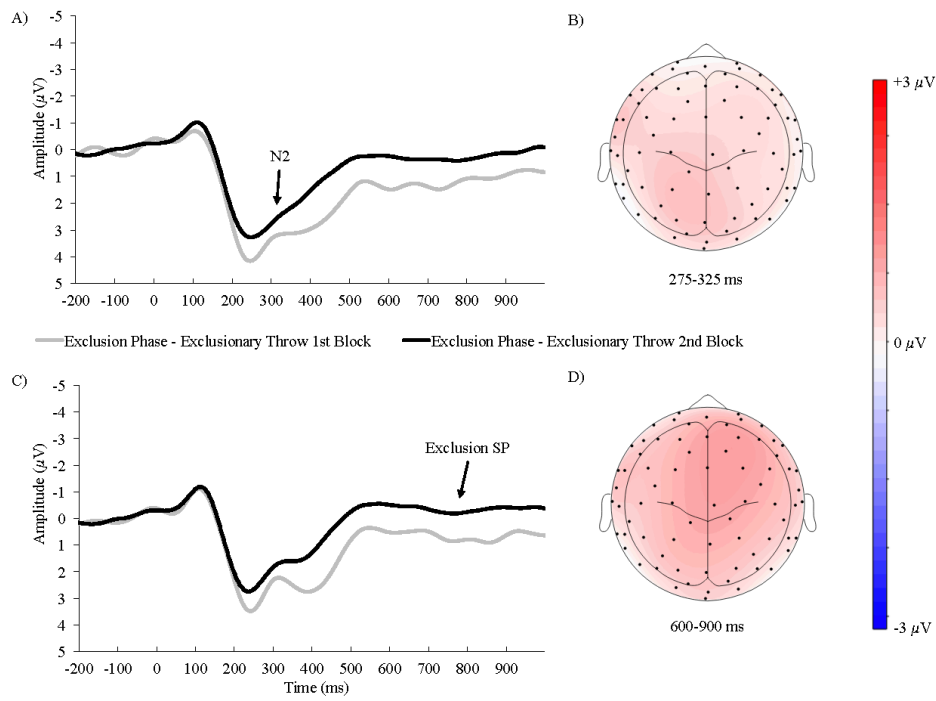 A)
B)
-5
-4
-3
-2
-1
0
1
2
3
4
5
Amplitude (µV)
N2
-200 -100 0 100 200 300 400 500 600 700 800 900
275-325 ms
+3 µV
0 µV
-3 µV
Exclusion Phase - Exclusionary Throw 1st Block Exclusion Phase - Exclusionary Throw 2nd Block
C)
D)
-5
-4
-3
-2
-1
0
1
2
3
4
5
Amplitude (µV)
Exclusion SP
-200 -100 0 100 200 300 400 500 600 700 800 900
Time (ms)
600-900 ms